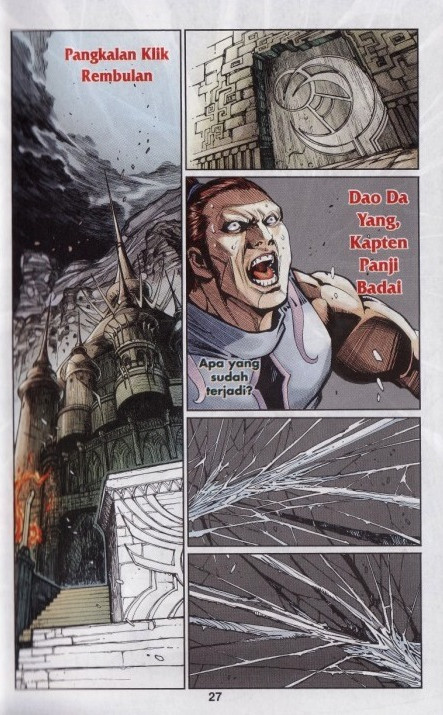 Pangkalan Klik
Rembulan
Dao Da
Yang,
Kapten
Panji
Badai
Apa yang
sudah
terjadi?
27